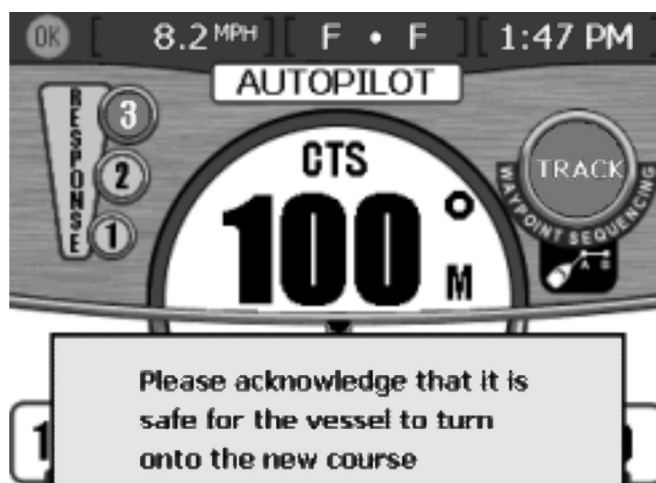 OK [ 8.2 MPH ] [ F • F ] [ 1:47 PM ]
AUTOPILOT
RESPONSE
3
2
1
CTS
100° M
TRACK
WAYPOINT SEQUENCING
A B
Please acknowledge that it is
safe for the vessel to turn
onto the new course